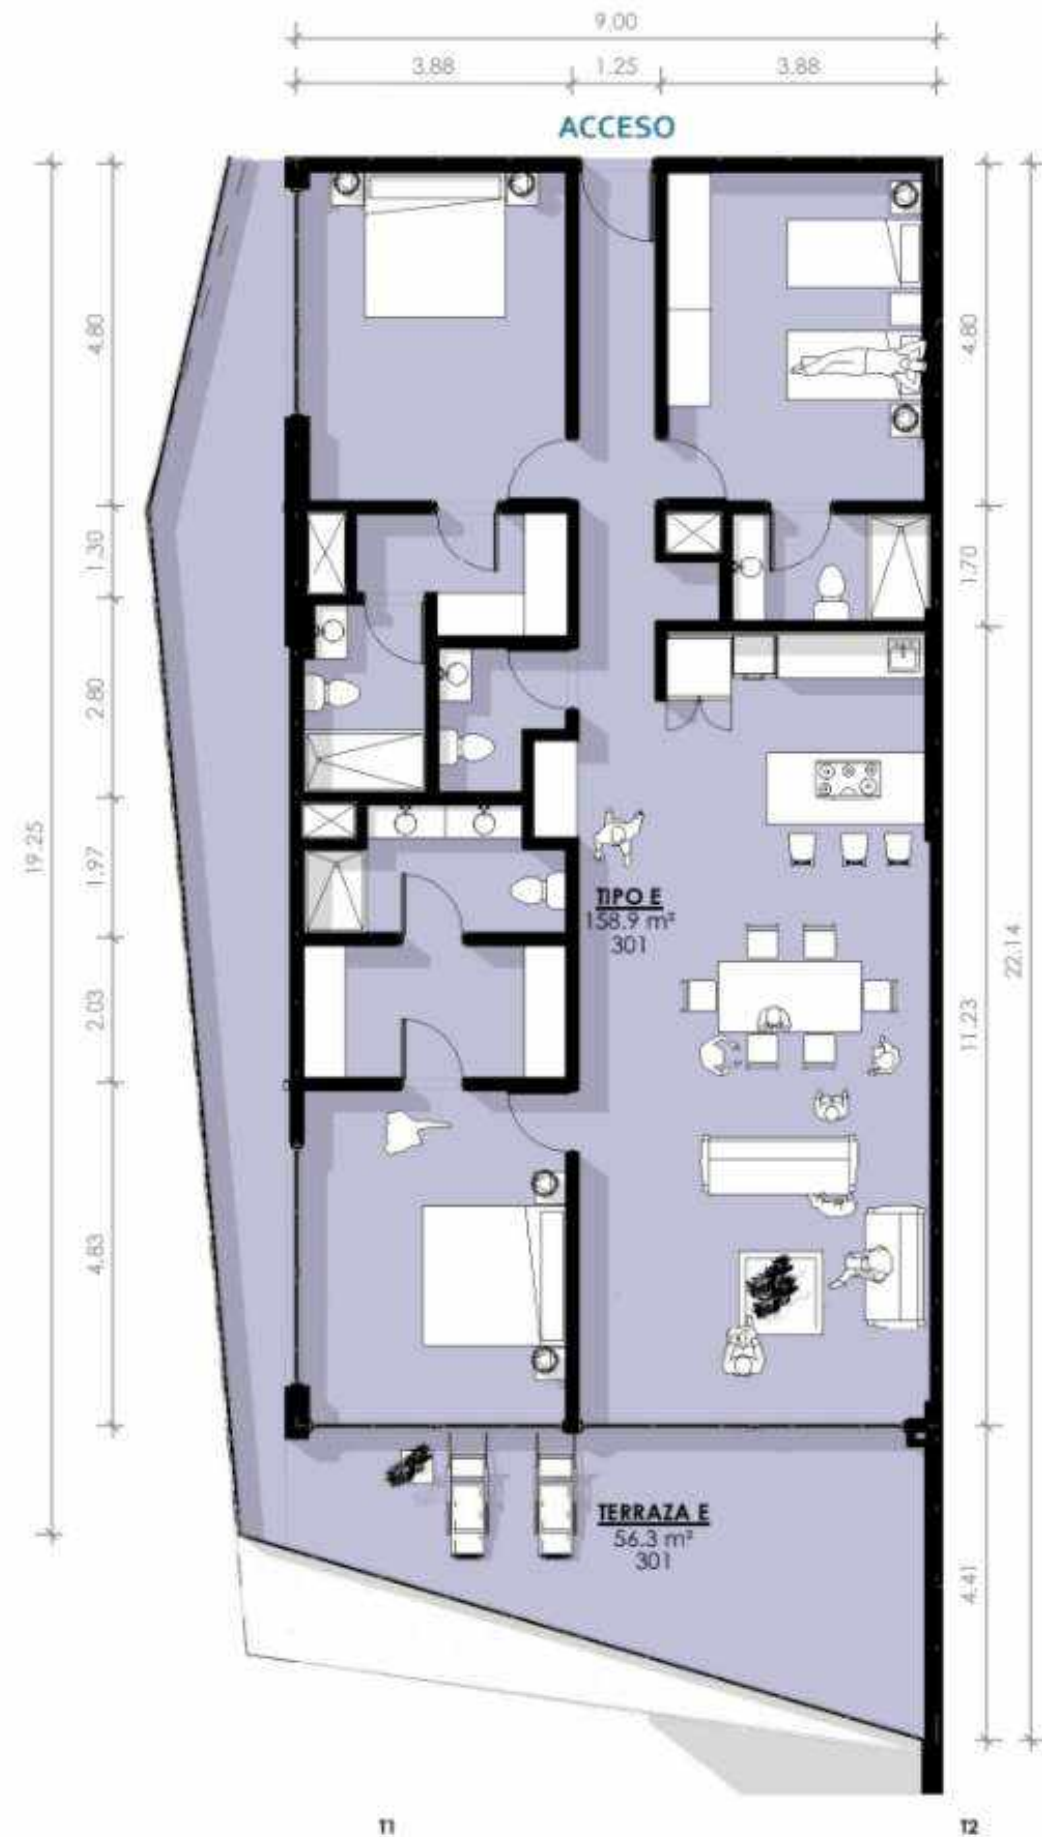 9.00
3.88
1.25
3.88
ACCESO
4.80
1.30
2.80
1.97
2.03
4.83
19.25
4.80
1.70
11.23
4.41
22.14
TIPO E
158.9 m²
301
TERRAZA E
56.3 m²
301
T1
T2